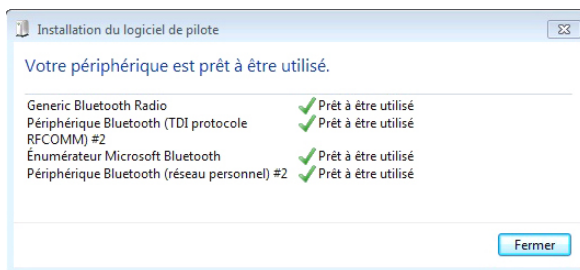 Installation du logiciel de pilote
Votre périphérique est prêt à être utilisé.
Generic Bluetooth Radio Prêt à être utilisé
Périphérique Bluetooth (TDI protocole Prêt à être utilisé
RFCOMM) #2
Énumérateur Microsoft Bluetooth Prêt à être utilisé
Périphérique Bluetooth (réseau personnel) #2 Prêt à être utilisé
Fermer